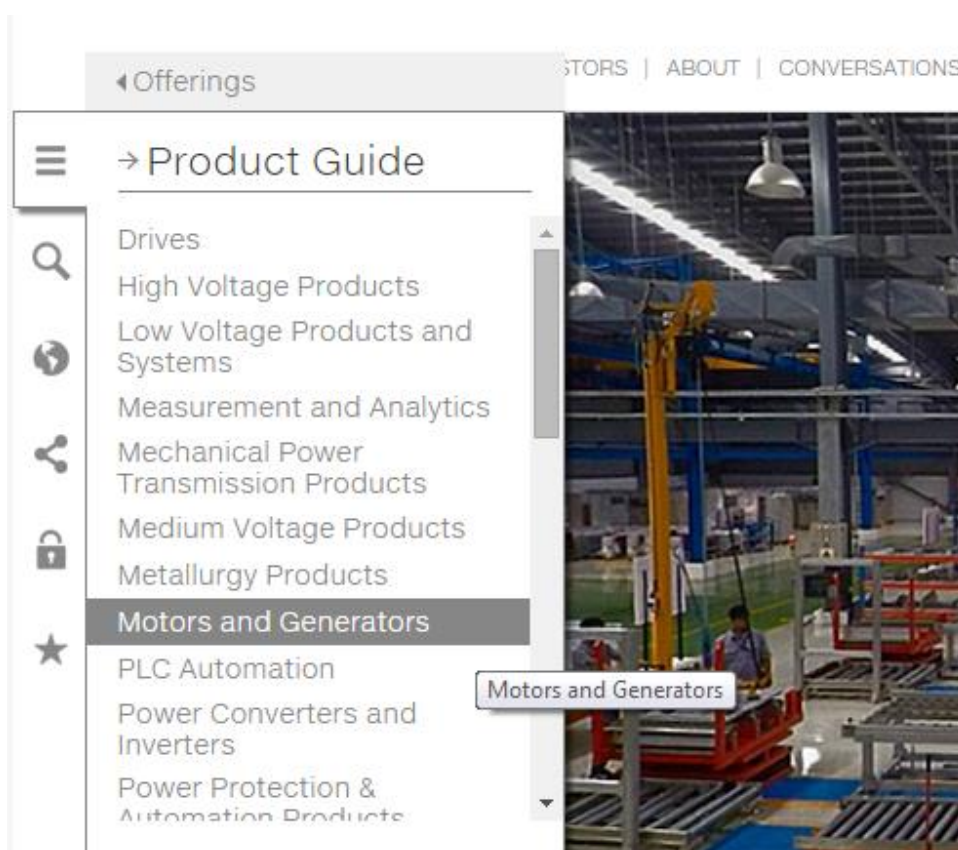 Offerings
STORS | ABOUT | CONVERSATIONS
Product Guide
Drives
High Voltage Products
Low Voltage Products and
Systems
Measurement and Analytics
Mechanical Power
Transmission Products
Medium Voltage Products
Metallurgy Products
Motors and Generators
PLC Automation
Motors and Generators
Power Converters and
Inverters
Power Protection &
Automation Products